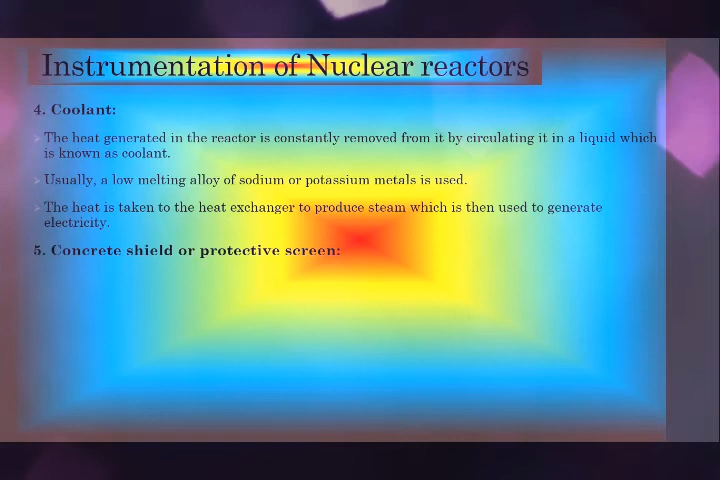 Instrumentation of Nuclear reactors
4. Coolant:
The heat generated in the reactor is constantly removed from it by circulating it in a liquid which
is known as coolant.
Usually, a low melting alloy of sodium or potassium metals is used.
The heat is taken to the heat exchanger to produce steam which is then used to generate
electricity.
5. Concrete shield or protective screen: